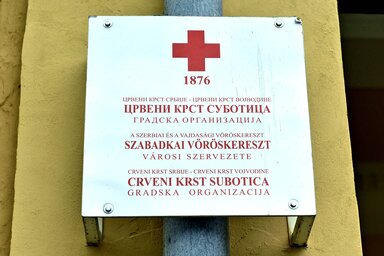 1876
ЦРВЕНИ КРСТ СРБИЈЕ - ЦРВЕНИ КРСТ ВОЈВОДИНЕ
ЦРВЕНИ КРСТ СУБОТИЦА
ГРАДСКА ОРГАНИЗАЦИЈА
A SZERBIAI ÉS A VAJDASÁGI VÖRÖSKERESZT
SZABADKAI VÖRÖSKERESZT
VÁROSI SZERVEZETE
CRVENI KRST SRBIJE - CRVENI KRST VOJVODINE
CRVENI KRST SUBOTICA
GRADSKA ORGANIZACIJA